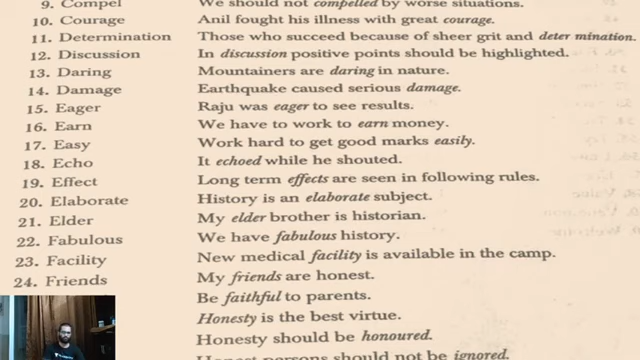 9. Compel We should not compelled by worse situations.
10. Courage Anil fought his illness with great courage.
11. Determination Those who succeed because of sheer grit and deter mination.
12. Discussion In discussion positive points should be highlighted.
13. Daring Mountainers are daring in nature.
14. Damage Earthquake caused serious damage.
15. Eager Raju was eager to see results.
16. Earn We have to work to earn money.
17. Easy Work hard to get good marks easily.
18. Echo It echoed while he shouted.
19. Effect Long term effects are seen in following rules.
20. Elaborate History is an elaborate subject.
21. Elder My elder brother is historian.
22. Fabulous We have fabulous history.
23. Facility New medical facility is available in the camp.
24. Friends My friends are honest.
Be faithful to parents.
Honesty is the best virtue.
Honesty should be honoured.
Honest persons should not be ignored.